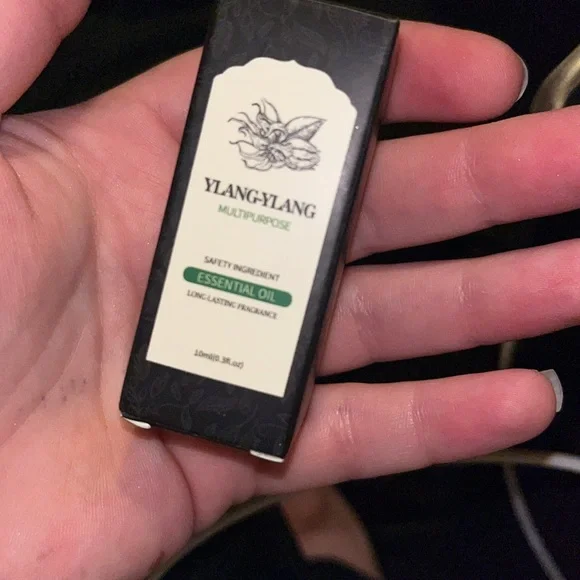 YLANG-YLANG
MULTIPURPOSE
SAFETY INGREDIENT
ESSENTIAL OIL
LONG-LASTING FRAGRANCE
10ml(0.3fl.oz)